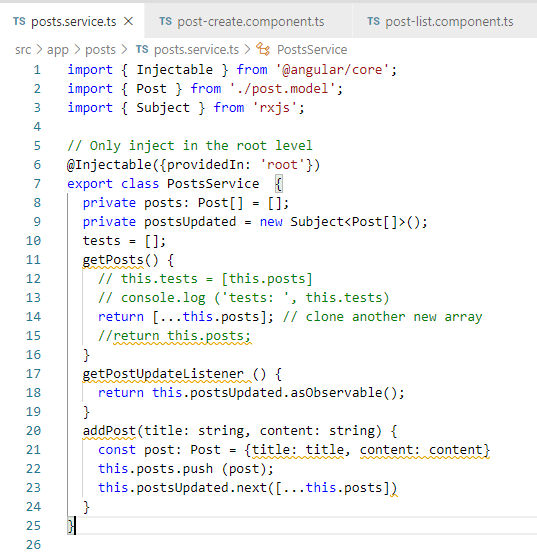 TS posts.service.ts × TS post-create.component.ts TS post-list.component.ts
src > app > posts > TS posts.service.ts > PostsService
1 import { Injectable } from '@angular/core';
2 import { Post } from './post.model';
3 import { Subject } from 'rxjs';
4
5 // Only inject in the root level
6 @Injectable({providedIn: 'root'})
7 export class PostsService  {
8   private posts: Post[] = [];
9   private postsUpdated = new Subject<Post[]>();
10   tests = [];
11   getPosts() {
12     // this.tests = [this.posts]
13     // console.log ('tests: ', this.tests)
14     return [...this.posts]; // clone another new array
15     //return this.posts;
16   }
17   getPostUpdateListener () {
18     return this.postsUpdated.asObservable();
19   }
20   addPost(title: string, content: string) {
21     const post: Post = {title: title, content: content}
22     this.posts.push (post);
23     this.postsUpdated.next([...this.posts])
24   }
25 }
26